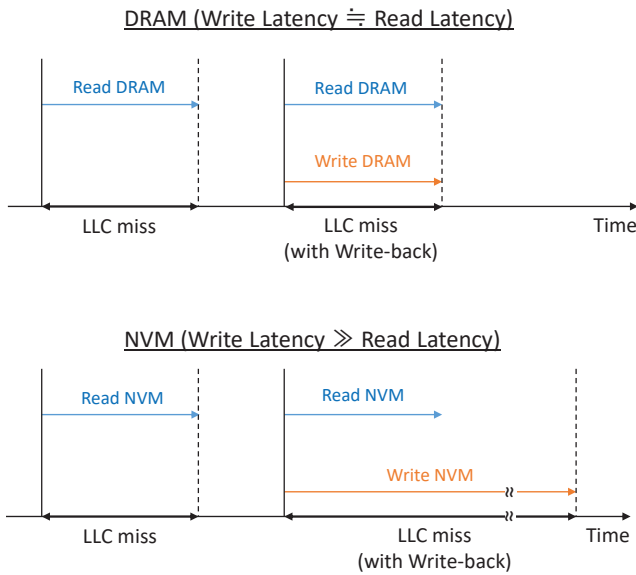 DRAM (Write Latency ≒ Read Latency)
Read DRAM
Read DRAM
Write DRAM
LLC miss
LLC miss
(with Write-back)
Time
NVM (Write Latency ≫ Read Latency)
Read NVM
Read NVM
Write NVM
LLC miss
LLC miss
(with Write-back)
Time